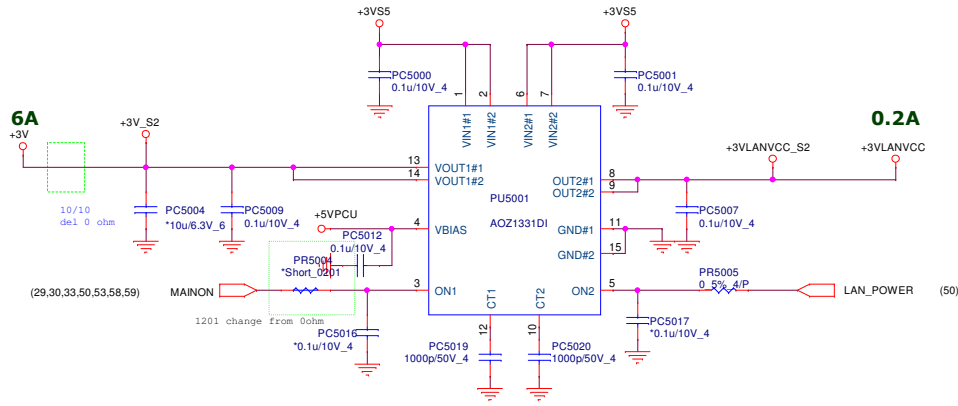 +3VS5
+3VS5
PC5000
0.1u/10V_4
PC5001
0.1u/10V_4
1
2
6
7
VIN1#1
VIN1#2
VIN2#1
VIN2#2
6A
+3V
+3V_S2
0.2A
+3VLANVCC_S2
+3VLANVCC
13
VOUT1#1
14
VOUT1#2
8
OUT2#1
9
OUT2#2
PU5001
AOZ1331DI
10/10
del 0 ohm
PC5004
*10u/6.3V_6
PC5009
0.1u/10V_4
PC5007
0.1u/10V_4
+5VPCU
4
VBIAS
11
GND#1
15
GND#2
PC5012
0.1u/10V_4
PR5004
*Short_0201
(29,30,33,50,53,58,59)
MAINON
3
ON1
5
ON2
PR5005
0_5%_4/P
LAN_POWER
(50)
1201 change from 0ohm
CT1
CT2
12
10
PC5016
*0.1u/10V_4
PC5017
*0.1u/10V_4
PC5019
1000p/50V_4
PC5020
1000p/50V_4